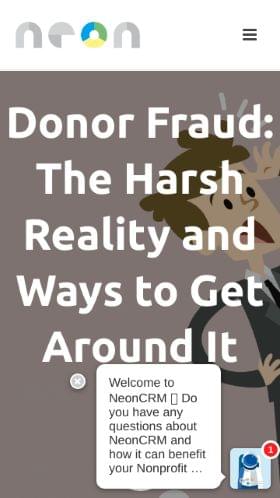 neon
Donor Fraud:
The Harsh
Reality and
Ways to Get
Around It
Welcome to
NeonCRM ▯ Do
you have any
questions about
NeonCRM and
how it can benefit
your Nonprofit ...
1